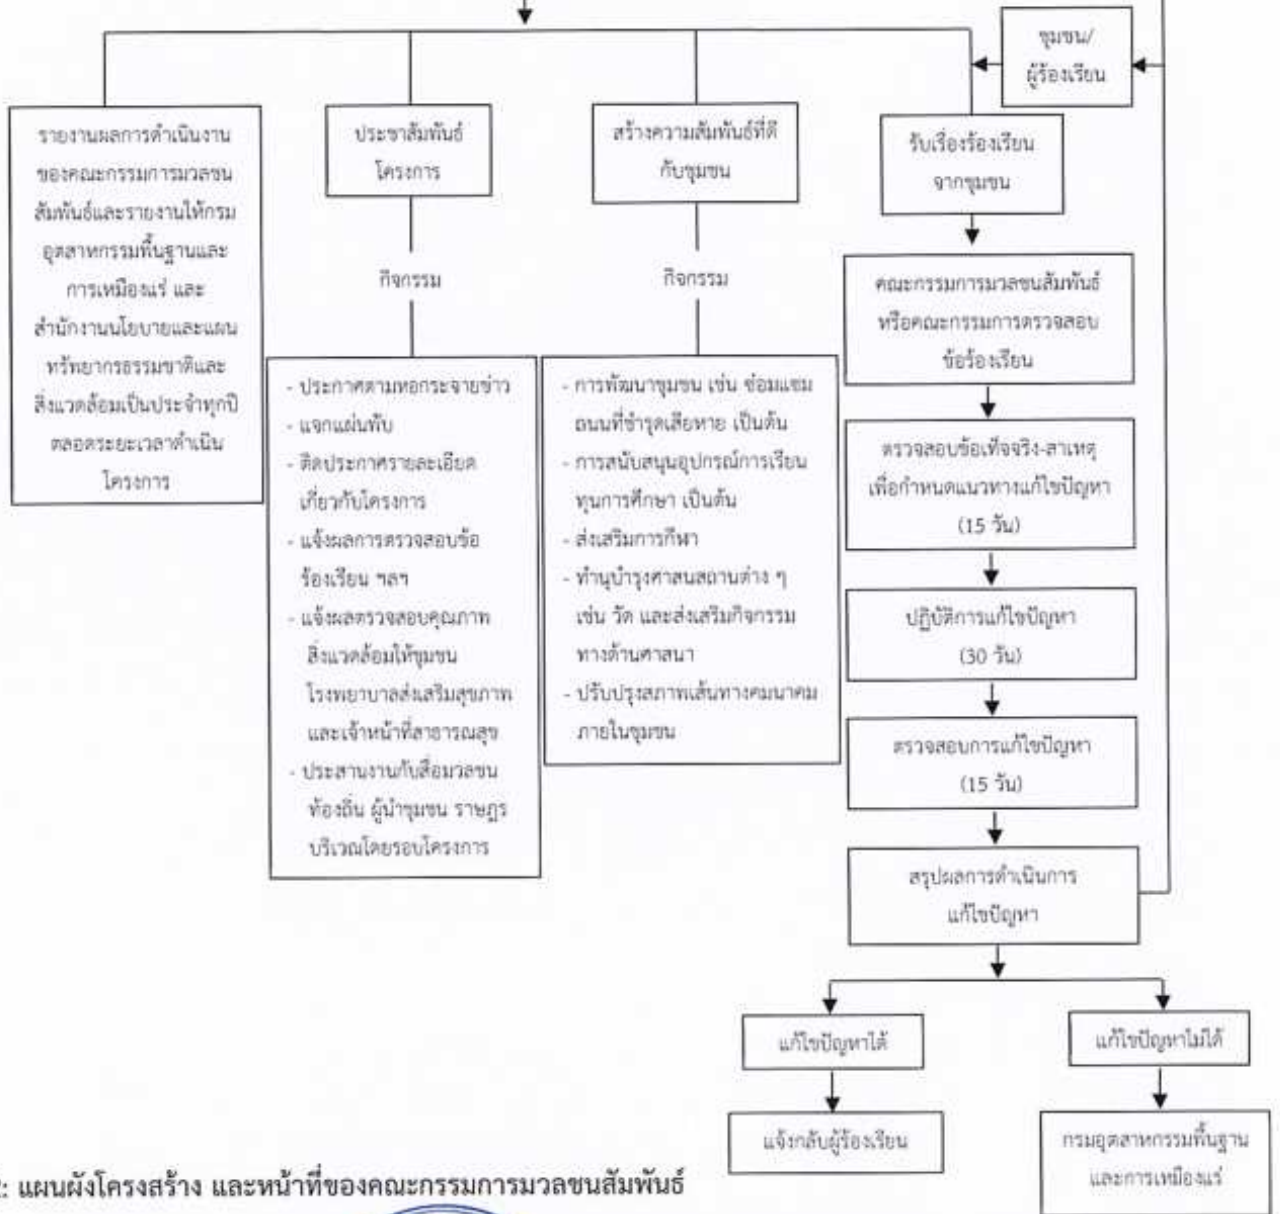 ชุมชน/
ผู้ร้องเรียน
รายงานผลการดำเนินงาน
ของคณะกรรมการมวลชน
สัมพันธ์และรายงานให้กรม
อุตสาหกรรมพื้นฐานและ
การเหมืองแร่ และ
สำนักงานนโยบายและแผน
ทรัพยากรธรรมชาติและ
สิ่งแวดล้อมเป็นประจำทุกปี
ตลอดระยะเวลาดำเนิน
โครงการ
ประชาสัมพันธ์
โครงการ
กิจกรรม
- ประกาศตามหอกระจายข่าว
- แจกแผ่นพับ
- ติดประกาศรายละเอียด
เกี่ยวกับโครงการ
- แจ้งผลการตรวจสอบข้อ
ร้องเรียน ฯลฯ
- แจ้งผลตรวจสอบคุณภาพ
สิ่งแวดล้อมให้ชุมชน
โรงพยาบาลส่งเสริมสุขภาพ
และเจ้าหน้าที่สาธารณสุข
- ประสานงานกับสื่อมวลชน
ท้องถิ่น ผู้นำชุมชน ราษฎร
บริเวณโดยรอบโครงการ
สร้างความสัมพันธ์ที่ดี
กับชุมชน
กิจกรรม
- การพัฒนาชุมชน เช่น ซ่อมแซม
ถนนที่ชำรุดเสียหาย เป็นต้น
- การสนับสนุนอุปกรณ์การเรียน
ทุนการศึกษา เป็นต้น
- ส่งเสริมการกีฬา
- ทำนุบำรุงศาสนสถานต่าง ๆ
เช่น วัด และส่งเสริมกิจกรรม
ทางด้านศาสนา
- ปรับปรุงสภาพเส้นทางคมนาคม
ภายในชุมชน
รับเรื่องร้องเรียน
จากชุมชน
คณะกรรมการมวลชนสัมพันธ์
หรือคณะกรรมการตรวจสอบ
ข้อร้องเรียน
ตรวจสอบข้อเท็จจริง-สาเหตุ
เพื่อกำหนดแนวทางแก้ไขปัญหา
(15 วัน)
ปฏิบัติการแก้ไขปัญหา
(30 วัน)
ตรวจสอบการแก้ไขปัญหา
(15 วัน)
สรุปผลการดำเนินการ
แก้ไขปัญหา
แก้ไขปัญหาได้
แก้ไขปัญหาไม่ได้
แจ้งกลับผู้ร้องเรียน
กรมอุตสาหกรรมพื้นฐาน
และการเหมืองแร่
: แผนผังโครงสร้าง และหน้าที่ของคณะกรรมการมวลชนสัมพันธ์